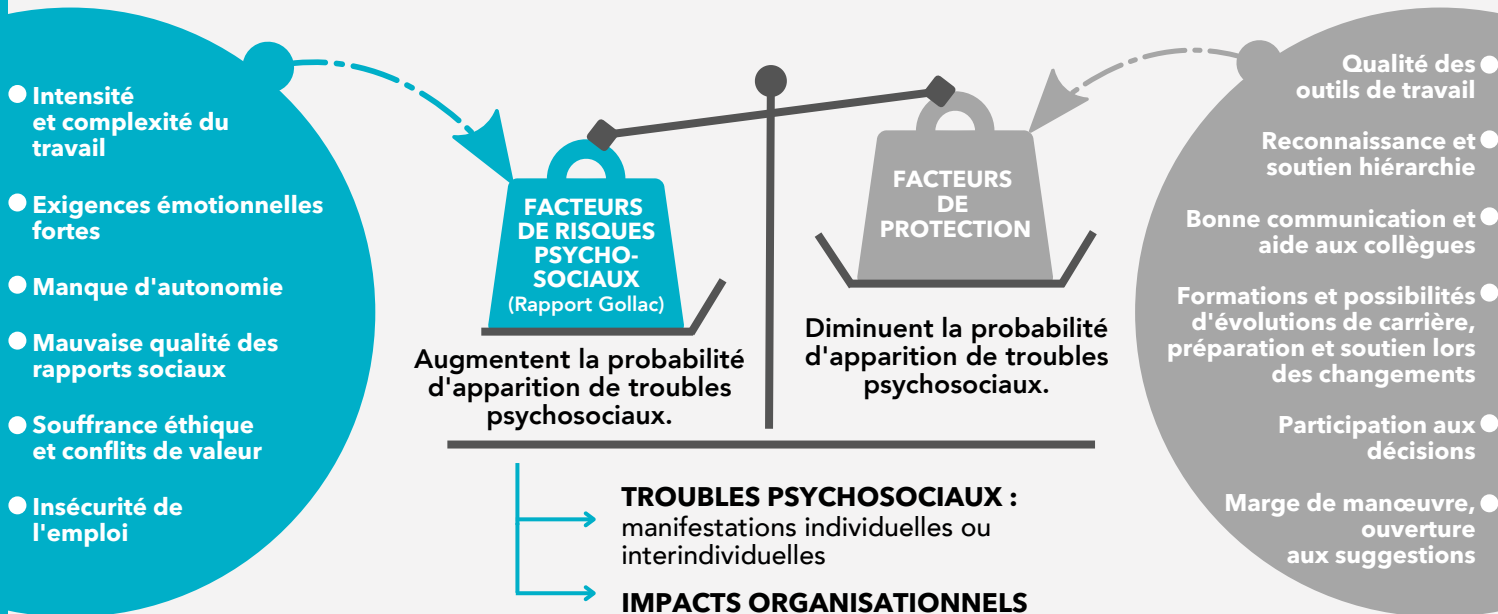 Intensité
et complexité du
travail
Exigences émotionnelles
fortes
Manque d'autonomie
Mauvaise qualité des
rapports sociaux
Souffrance éthique
et conflits de valeur
Insécurité de
l'emploi
FACTEURS
DE RISQUES
PSYCHO-
SOCIAUX
(Rapport Gollac)
Augmentent la probabilité
d'apparition de troubles
psychosociaux.
FACTEURS
DE
PROTECTION
Diminuent la probabilité
d'apparition de troubles
psychosociaux.
Qualité des
outils de travail
Reconnaissance et
soutien hiérarchie
Bonne communication et
aide aux collègues
Formations et possibilités
d'évolutions de carrière,
préparation et soutien lors
des changements
Participation aux
décisions
Marge de manœuvre,
ouverture
aux suggestions
TROUBLES PSYCHOSOCIAUX :
manifestations individuelles ou
interindividuelles
IMPACTS ORGANISATIONNELS